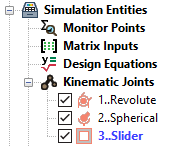 Simulation Entities
Monitor Points
Matrix Inputs
Design Equations
Kinematic Joints
1..Revolute
2..Spherical
3..Slider